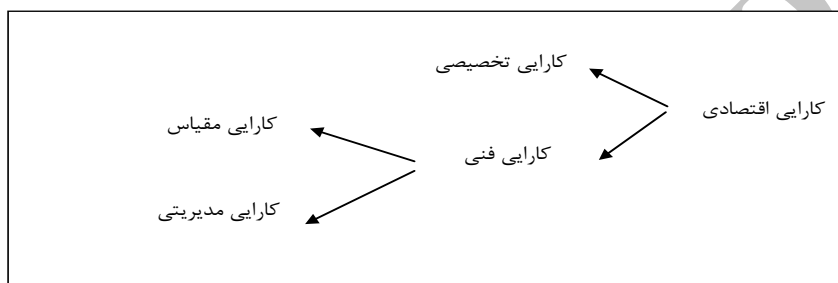 کارایی تخصیصی
کارایی اقتصادی
کارایی مقیاس
کارایی فنی
کارایی مدیریتی